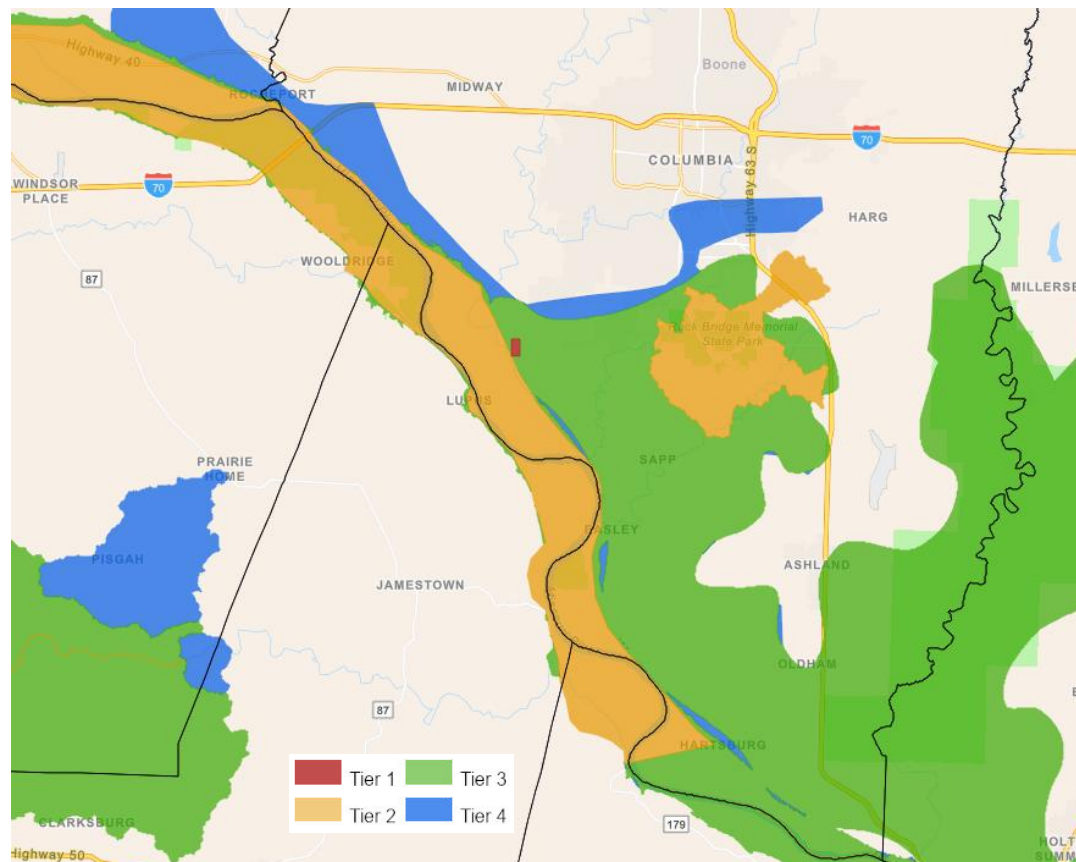 Highway 40
Boone
MIDWAY
ROCHEPORT
70
70
COLUMBIA
Highway 63 S
WINDSOR
PLACE
HARG
WOOLDRIDGE
87
MILLERSB
Rock Bridge Memorial
State Park
LUPUS
SAPP
PRAIRIE
HOME
EASLEY
PISGAH
ASHLAND
JAMESTOWN
OLDHAM
87
HARTSBURG
Tier 1
Tier 3
Tier 2
Tier 4
CLARKSBURG
179
Highway 50
HOLT
SUMM